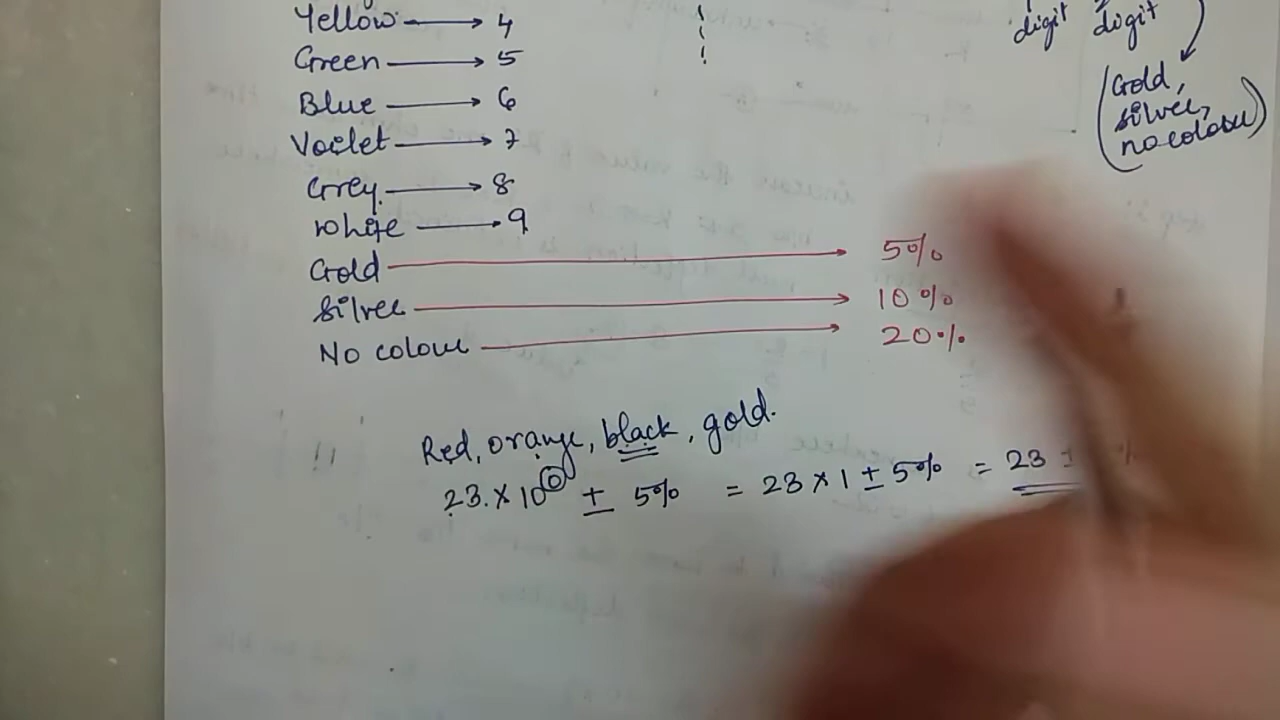 Yellow → 4
Green → 5
Blue → 6
Voilet → 7
Grey. → 8
White → 9
Gold → 5%
Silver → 10%
No colour → 20%
digit digit
(Gold,
silver,
no colour)
Red, orange, black, gold.
23. × 10⁰ ± 5% = 23 × 1 ± 5% = 23 ± %